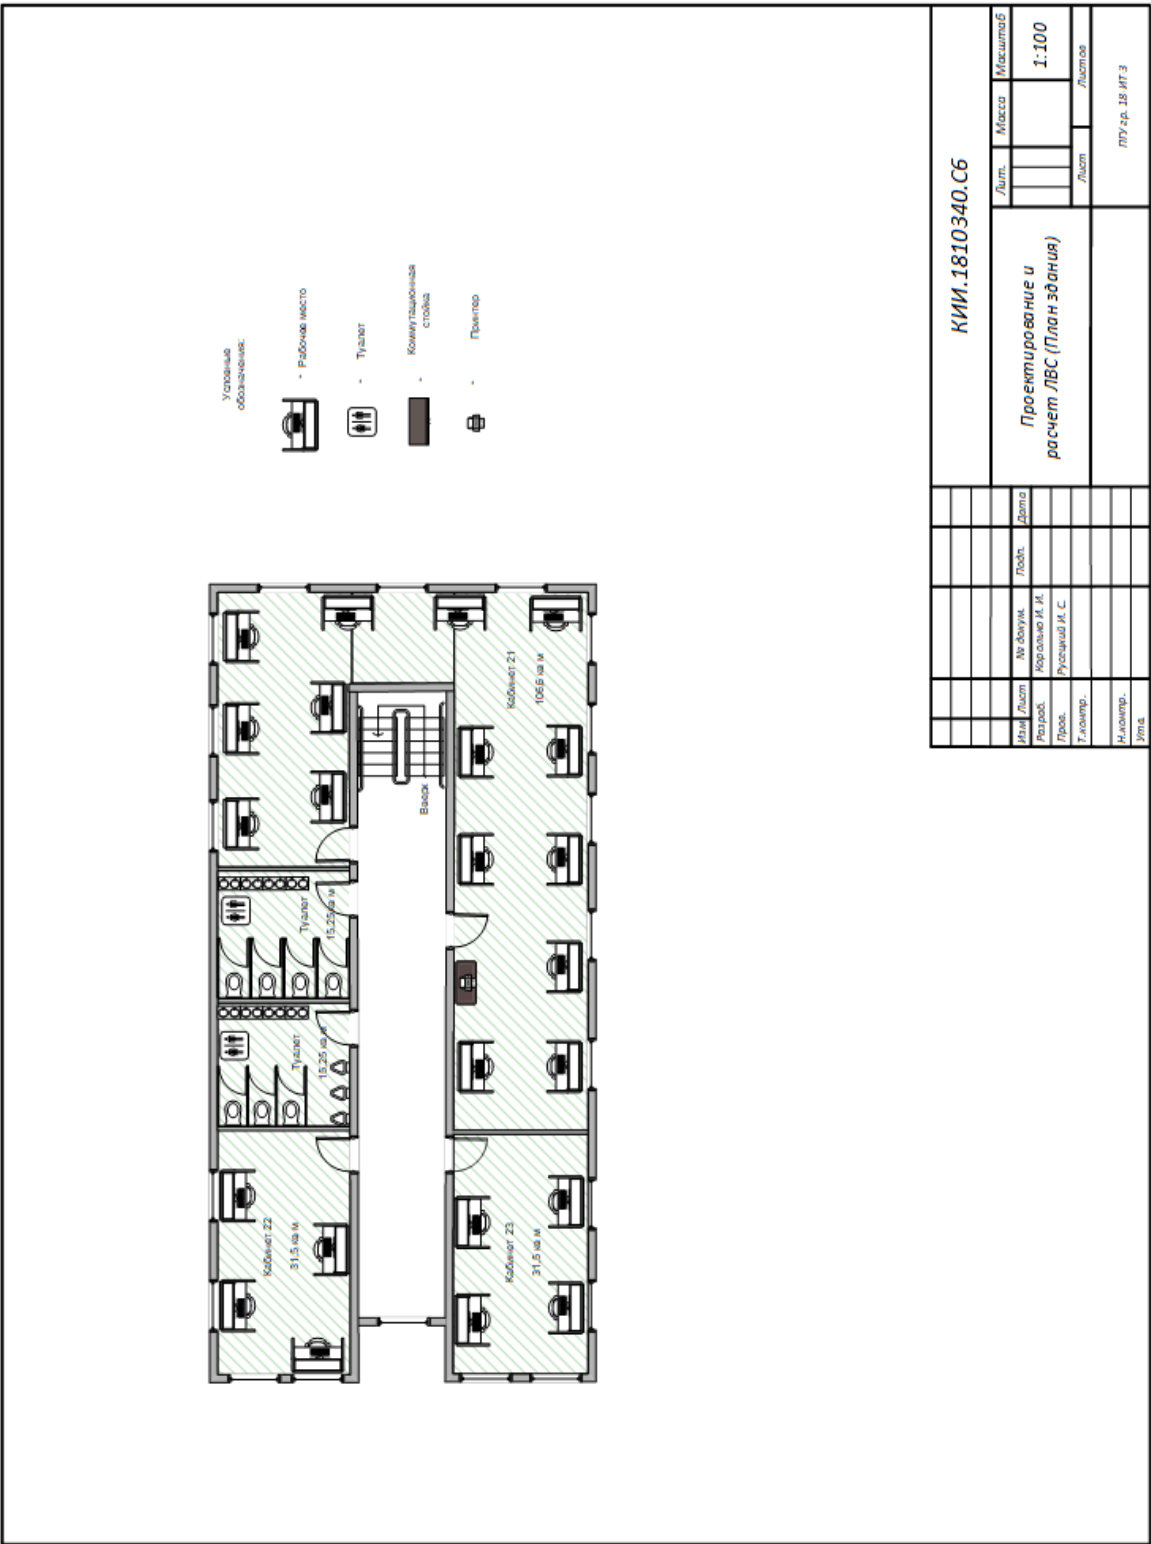 Условные
обозначения:
- Рабочее место
- Туалет
- Коммутационная
стойка
- Принтер
Кабинет 22
31,5 кв м
Туалет
15,25 кв м
Туалет
15,25 кв м
Вверх
Кабинет 23
31,5 кв м
Кабинет 21
106,6 кв м
КИИ.1810340.С6
Изм. Лист № докум. Подп. Дата
Разраб. Королько И. И.
Пров. Русецкий И. С.
Т.контр.
Н.контр.
Утв.
Проектирование и
расчет ЛВС (План здания)
Лит. Масса Масштаб
1:100
Лист Листов
ПГУ гр. 18-ИТ-3